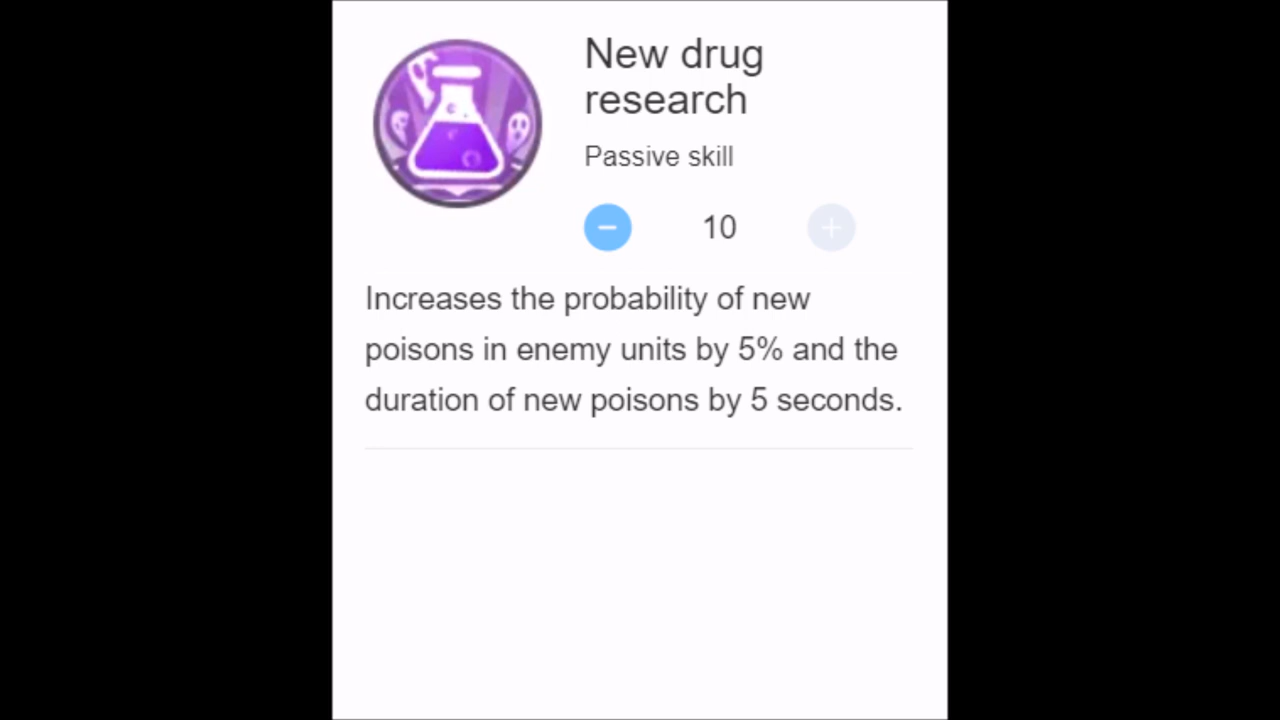 New drug
research
Passive skill
10
Increases the probability of new
poisons in enemy units by 5% and the
duration of new poisons by 5 seconds.